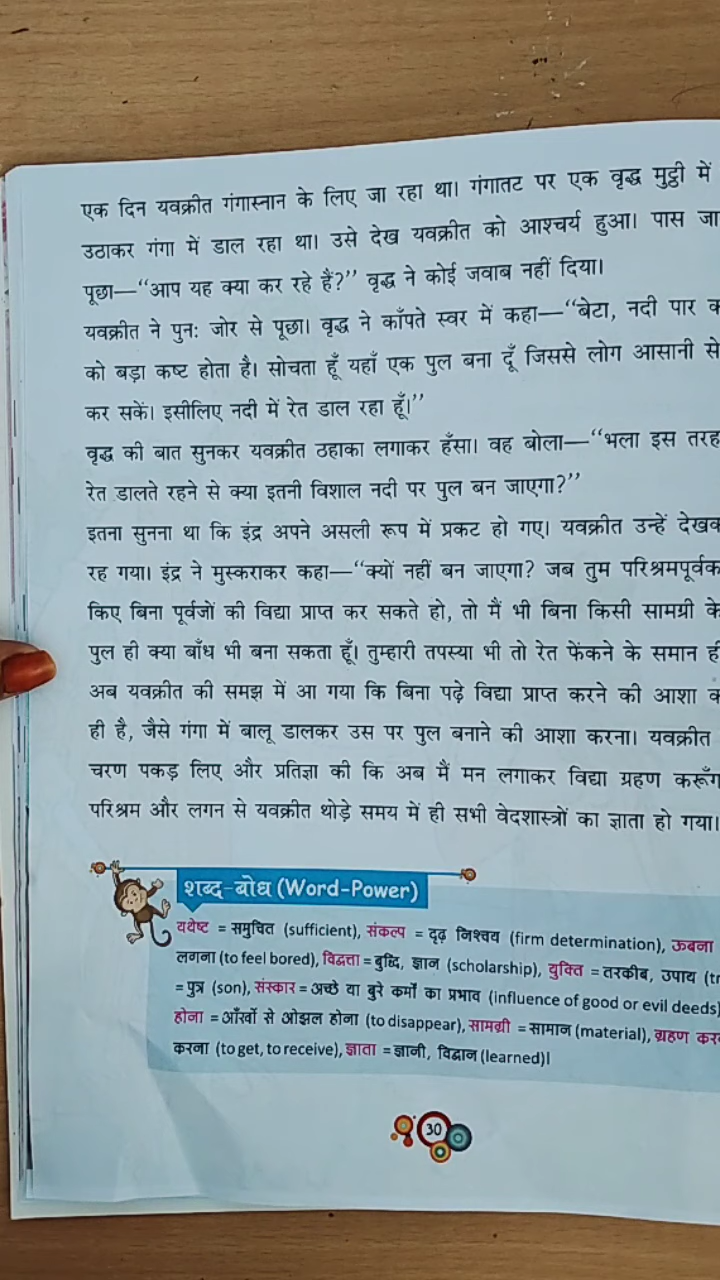 एक दिन यवक्रीत गंगास्नान के लिए जा रहा था। गंगातट पर एक वृद्ध मुट्ठी में
उठाकर गंगा में डाल रहा था। उसे देख यवक्रीत को आश्चर्य हुआ। पास जा
पूछा—“आप यह क्या कर रहे हैं?” वृद्ध ने कोई जवाब नहीं दिया।
यवक्रीत ने पुन: जोर से पूछा। वृद्ध ने काँपते स्वर में कहा—“बेटा, नदी पार
को बड़ा कष्ट होता है। सोचता हूँ यहाँ एक पुल बना दूँ जिससे लोग आसानी से
कर सकें। इसीलिए नदी में रेत डाल रहा हूँ।”
वृद्ध की बात सुनकर यवक्रीत ठहाका लगाकर हँसा। वह बोला—“भला इस तरह
रेत डालते रहने से क्या इतनी विशाल नदी पर पुल बन जाएगा?”
इतना सुनना था कि इंद्र अपने असली रूप में प्रकट हो गए। यवक्रीत उन्हें
रह गया। इंद्र ने मुस्कराकर कहा—“क्यों नहीं बन जाएगा? जब तुम परिश्रमपूर्वक
किए बिना पूर्वजों की विद्या प्राप्त कर सकते हो, तो मैं भी बिना किसी सामग्री के
पुल ही क्या बाँध भी बना सकता हूँ। तुम्हारी तपस्या भी तो रेत फेंकने के समान
अब यवक्रीत की समझ में आ गया कि बिना पढ़े विद्या प्राप्त करने की आशा
ही है, जैसे गंगा में बालू डालकर उस पर पुल बनाने की आशा करना। यवक्रीत
चरण पकड़ लिए और प्रतिज्ञा की कि अब मैं मन लगाकर विद्या ग्रहण
परिश्रम और लगन से यवक्रीत थोड़े समय में ही सभी वेदशास्त्रों का ज्ञाता हो गया।
शब्द-बोध (Word-Power)
यथेष्ट = समुचित (sufficient), संकल्प = दृढ़ निश्चय (firm determination), ऊबना
लगना (to feel bored), विद्वत्ता = बुद्धि, ज्ञान (scholarship), युक्ति = तरकीब, उपाय
= पुत्र (son), संस्कार = अच्छे या बुरे कर्मों का प्रभाव (influence of good or evil deeds)
होना = आँखों से ओझल होना (to disappear), सामग्री = सामान (material), ग्रहण
करना (to get, to receive), ज्ञाता = ज्ञानी, विद्वान (learned)।
30